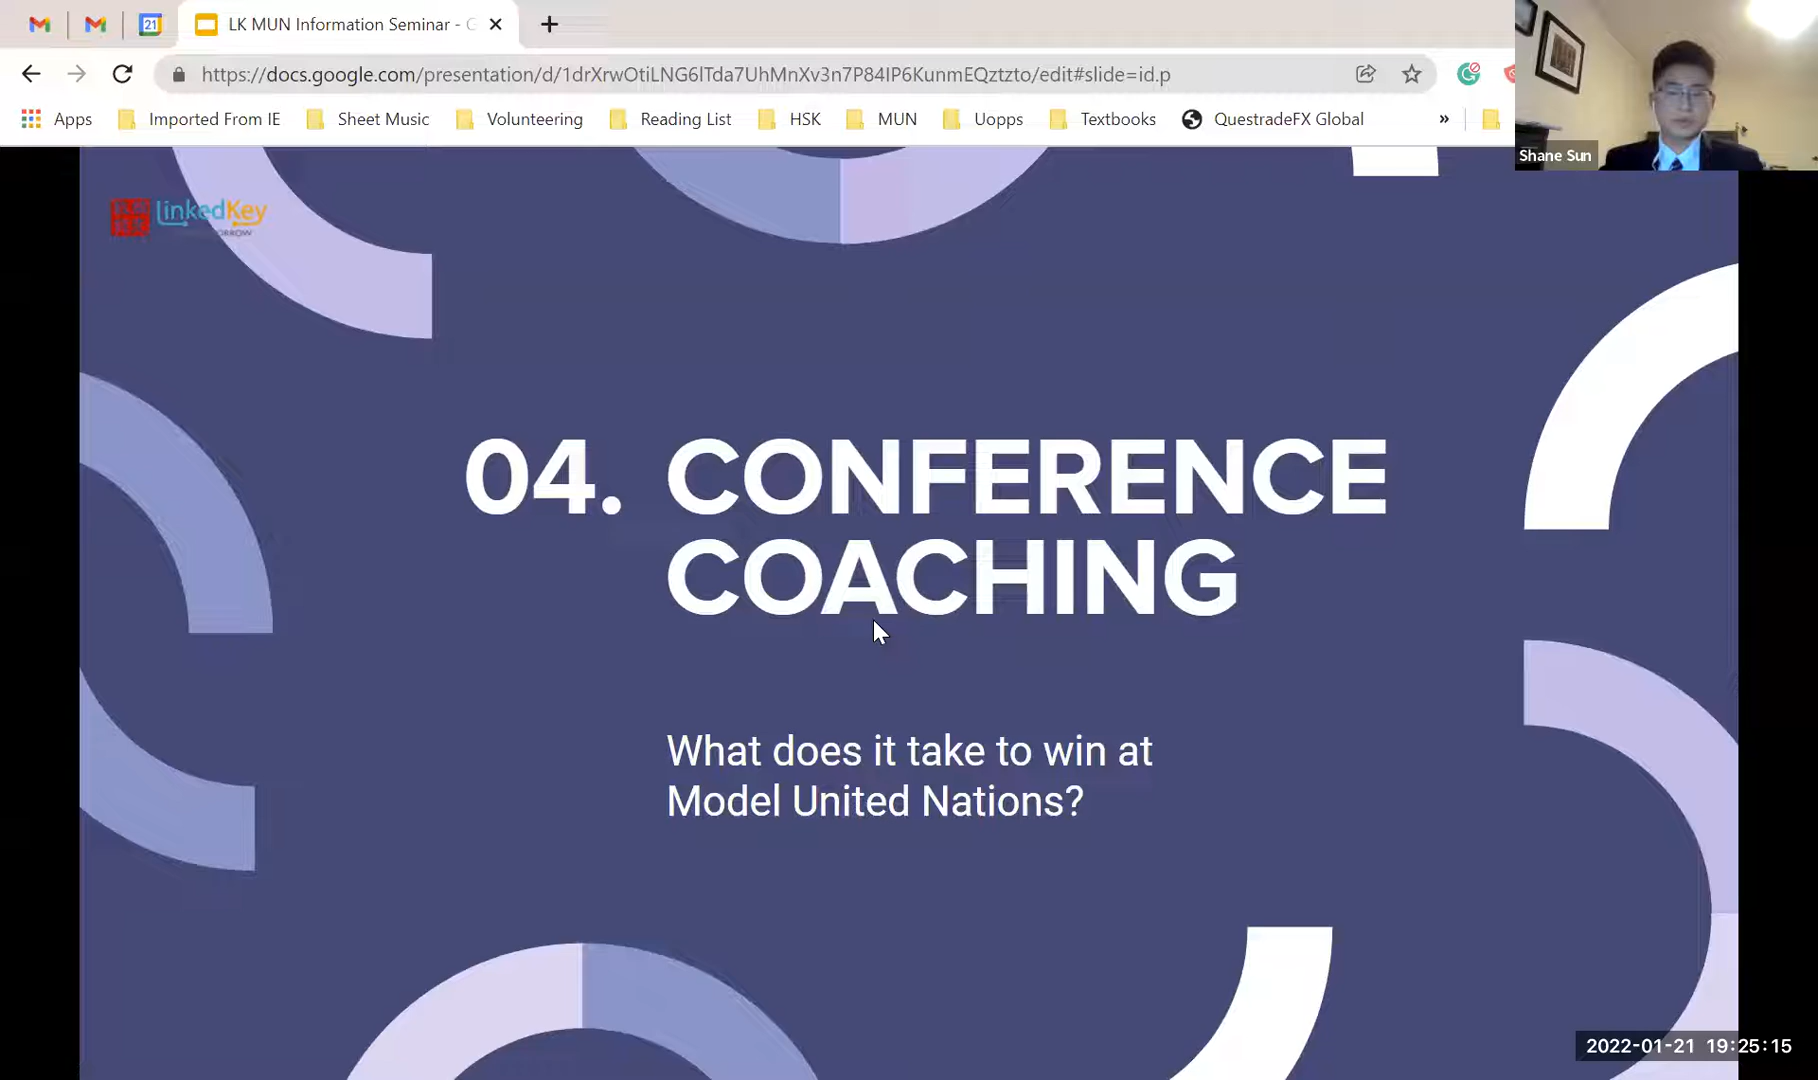 21
LK MUN Information Seminar - G
https://docs.google.com/presentation/d/1drXrwOtiLNG6lTda7UhMnXv3n7P84IP6KunmEQztzto/edit#slide=id.p
Apps
Imported From IE
Sheet Music
Volunteering
Reading List
HSK
MUN
Uopps
Textbooks
QuestradeFX Global
»
Shane Sun
LinkedKey
04. CONFERENCE
COACHING
What does it take to win at
Model United Nations?
2022-01-21 19:25:15